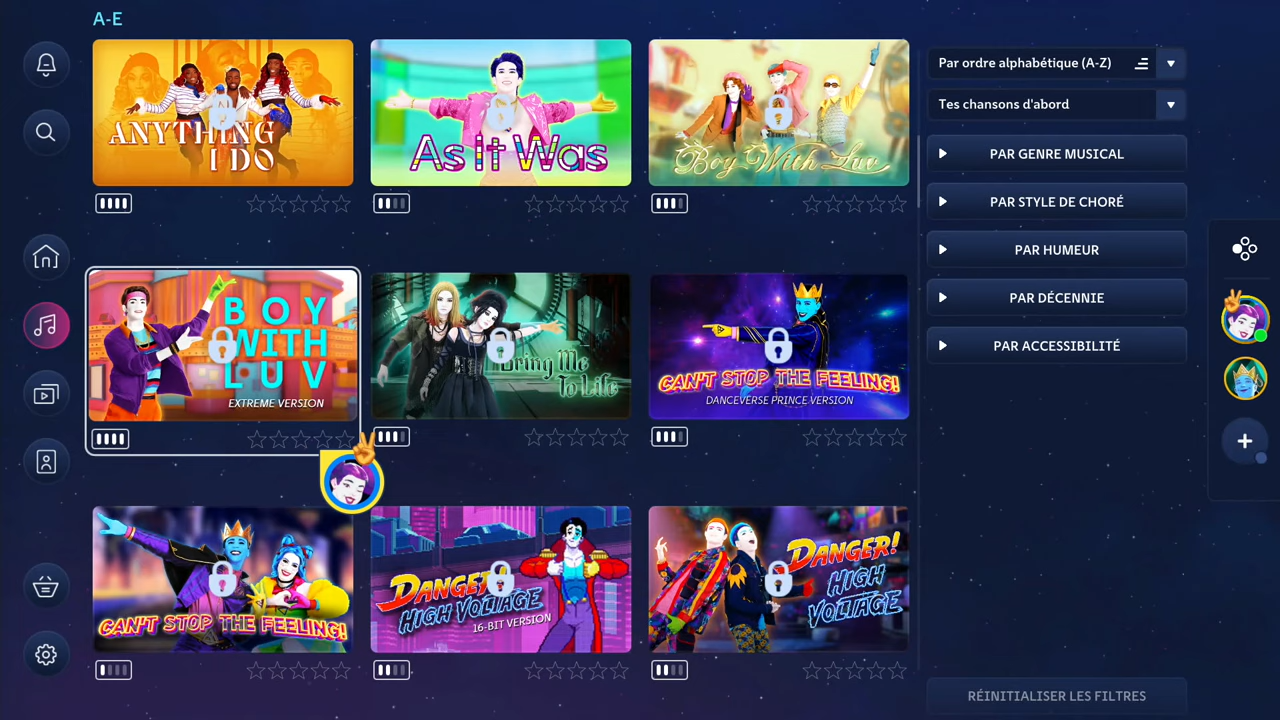 A-E
ANYTHING
I DO
As it Was
Boy With Luv
BOY
WITH
LUV
EXTREME VERSION
Bring Me
To Life
CAN'T STOP THE FEELING!
DANCEVERSE PRINCE VERSION
CAN'T STOP THE FEELING!
DANGER!
HIGH VOLTAGE
16-BIT VERSION
DANGER!
HIGH
VOLTAGE
Par ordre alphabétique (A-Z)
Tes chansons d'abord
PAR GENRE MUSICAL
PAR STYLE DE CHORÉ
PAR HUMEUR
PAR DÉCENNIE
PAR ACCESSIBILITÉ
RÉINITIALISER LES FILTRES